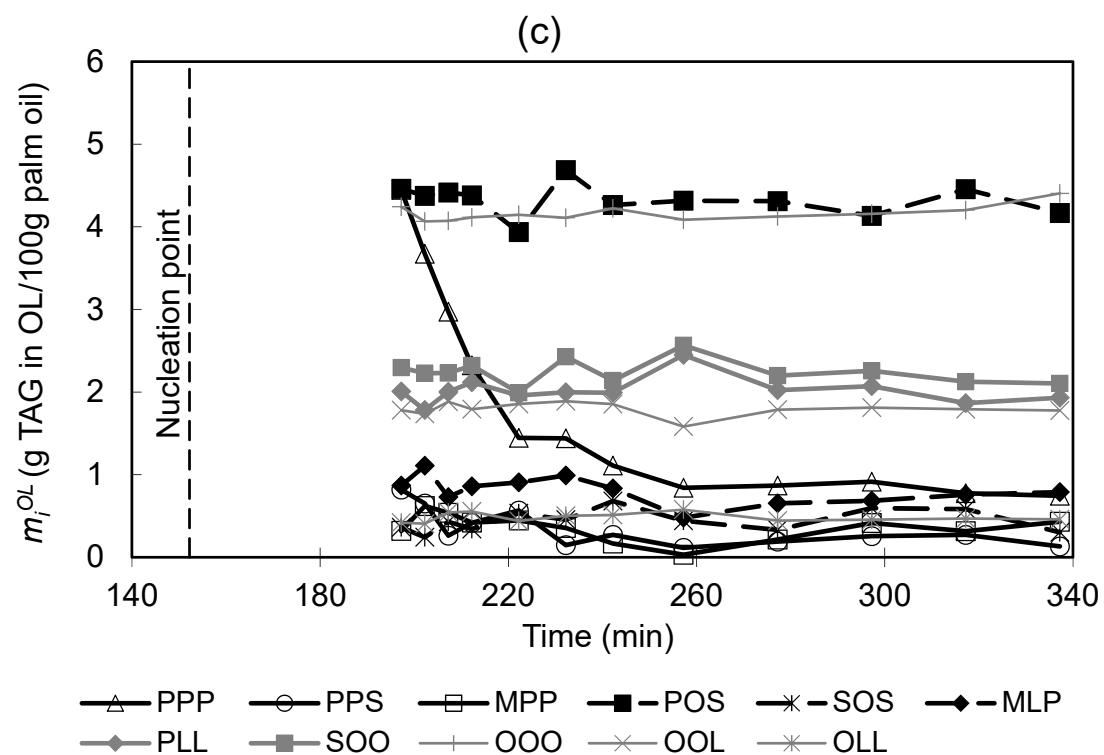 (c)
6
5
4
3
2
1
0
m_i^OL (g TAG in OL/100g palm oil)
Nucleation point
140 180 220 260 300 340
Time (min)
PPP PPS MPP POS SOS MLP
PLL SOO OOO OOL OLL